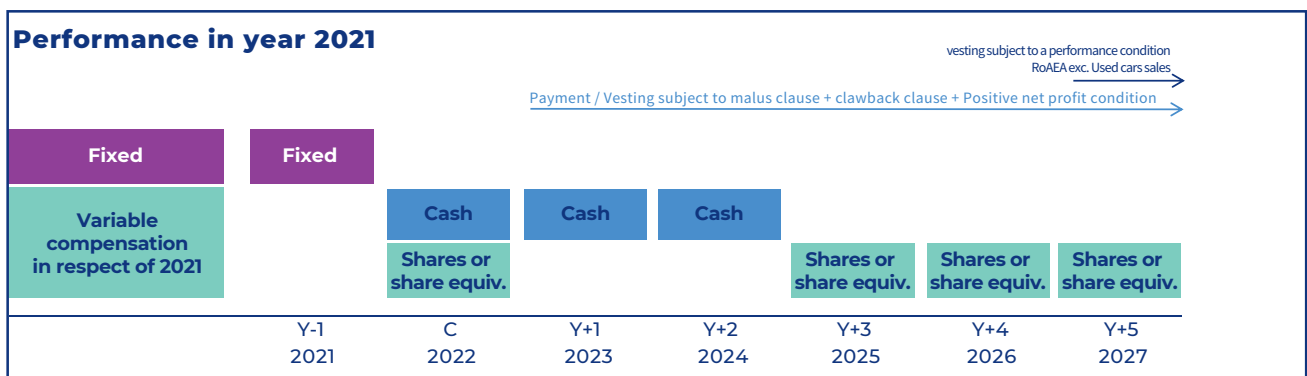 Performance in year 2021
vesting subject to a performance condition
RoAEA exc. Used cars sales
Payment / Vesting subject to malus clause + clawback clause + Positive net profit condition
Fixed
Fixed
Variable
compensation
in respect of 2021
Cash
Cash
Cash
Shares or
share equiv.
Shares or
share equiv.
Shares or
share equiv.
Shares or
share equiv.
Y-1
2021
C
2022
Y+1
2023
Y+2
2024
Y+3
2025
Y+4
2026
Y+5
2027